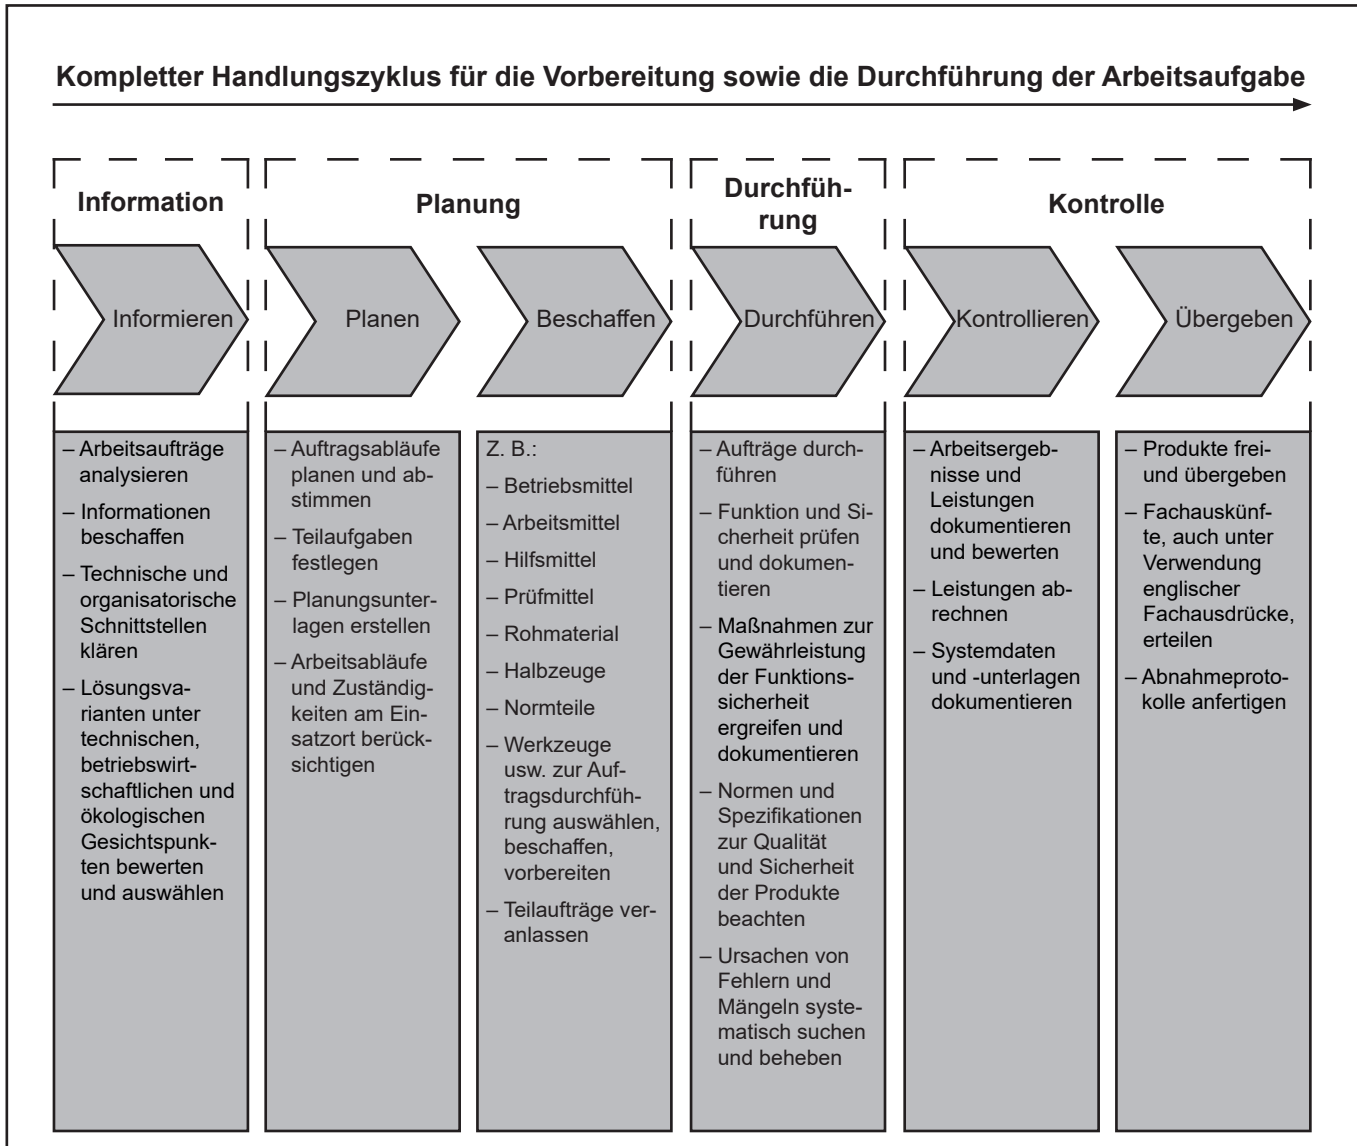 Kompletter Handlungszyklus für die Vorbereitung sowie die Durchführung der Arbeitsaufgabe
Information
Planung
Durchfüh-
rung
Kontrolle
Informieren
Planen
Beschaffen
Durchführen
Kontrollieren
Übergeben
– Arbeitsaufträge
analysieren
– Informationen
beschaffen
– Technische und
organisatorische
Schnittstellen
klären
– Lösungsva-
rianten unter
technischen,
betriebswirt-
schaftlichen und
ökologischen
Gesichtspunk-
ten bewerten
und auswählen
– Auftragsabläufe
planen und ab-
stimmen
– Teilaufgaben
festlegen
– Planungsunter-
lagen erstellen
– Arbeitsabläufe
und Zuständig-
keiten am Ein-
satzort berück-
sichtigen
Z. B.:
– Betriebsmittel
– Arbeitsmittel
– Hilfsmittel
– Prüfmittel
– Rohmaterial
– Halbzeuge
– Normteile
– Werkzeuge
usw. zur Auf-
tragsdurchfüh-
rung auswählen,
beschaffen,
vorbereiten
– Teilaufträge ver-
anlassen
– Aufträge durch-
führen
– Funktion und Si-
cherheit prüfen
und dokumen-
tieren
– Maßnahmen zur
Gewährleistung
der Funktions-
sicherheit
ergreifen und
dokumentieren
– Normen und
Spezifikationen
zur Qualität
und Sicherheit
der Produkte
beachten
– Ursachen von
Fehlern und
Mängeln syste-
matisch suchen
und beheben
– Arbeitsergeb-
nisse und
Leistungen
dokumentieren
und bewerten
– Leistungen ab-
rechnen
– Systemdaten
und -unterlagen
dokumentieren
– Produkte frei-
und übergeben
– Fachauskünf-
te, auch unter
Verwendung
englischer
Fachausdrücke,
erteilen
– Abnahmeproto-
kolle anfertigen